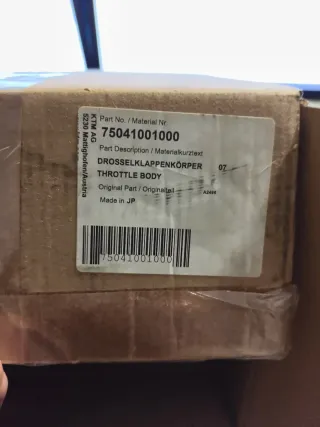 Part No. / Material Nr.
75041001000
Part Description / Materialkurztext
DROSSELKLAPPENKÖRPER 07
THROTTLE BODY
Original Part / Originalteil
A2468
Made in JP
75041001000
KTM AG
5230 Mattighofen/Austria